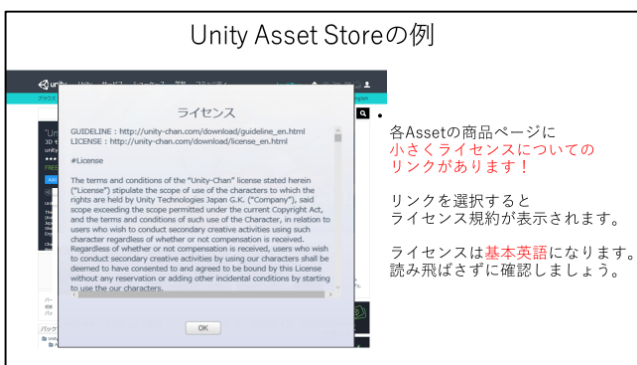 Unity Asset Storeの例
ライセンス
GUIDELINE : http://unity-chan.com/download/guideline_en.html
LICENSE : http://unity-chan.com/download/license_en.html
#License
The terms and conditions of the "Unity-Chan" license stated herein
("License") stipulate the scope of use of the characters to which the
rights are held by Unity Technologies Japan G.K. ("Company"), said
scope exceeding the scope permitted under the current Copyright Act,
and the terms and conditions of such use of the Character, in relation to
users who wish to conduct secondary creative activities using such
character regardless of whether or not compensation is received.
Regardless of whether or not compensation is received, users who wish
to conduct secondary creative activities by using our characters shall be
deemed to have consented to and agreed to be bound by this License
without any reservation or adding other incidental conditions by starting
to use the our characters.
OK
各Assetの商品ページに
小さくライセンスについての
リンクがあります！
リンクを選択すると
ライセンス規約が表示されます。
ライセンスは基本英語になります。
読み飛ばさずに確認しましょう。